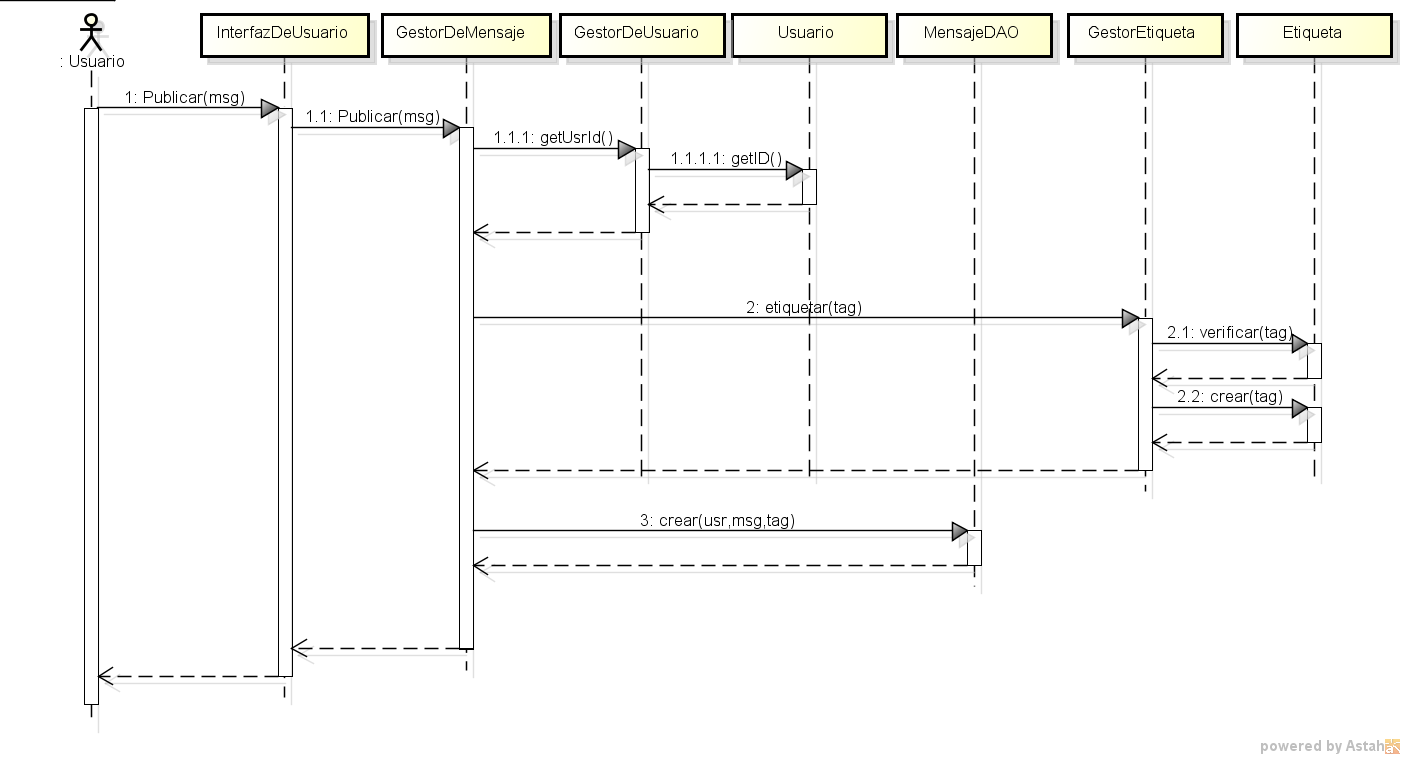 InterfazDeUsuario
GestorDeMensaje
GestorDeUsuario
Usuario
MensajeDAO
GestorEtiqueta
Etiqueta
: Usuario
1: Publicar(msg)
1.1: Publicar(msg)
1.1.1: getUsrId()
1.1.1.1: getID()
2: etiquetar(tag)
2.1: verificar(tag)
2.2: crear(tag)
3: crear(usr,msg,tag)
powered by Astah